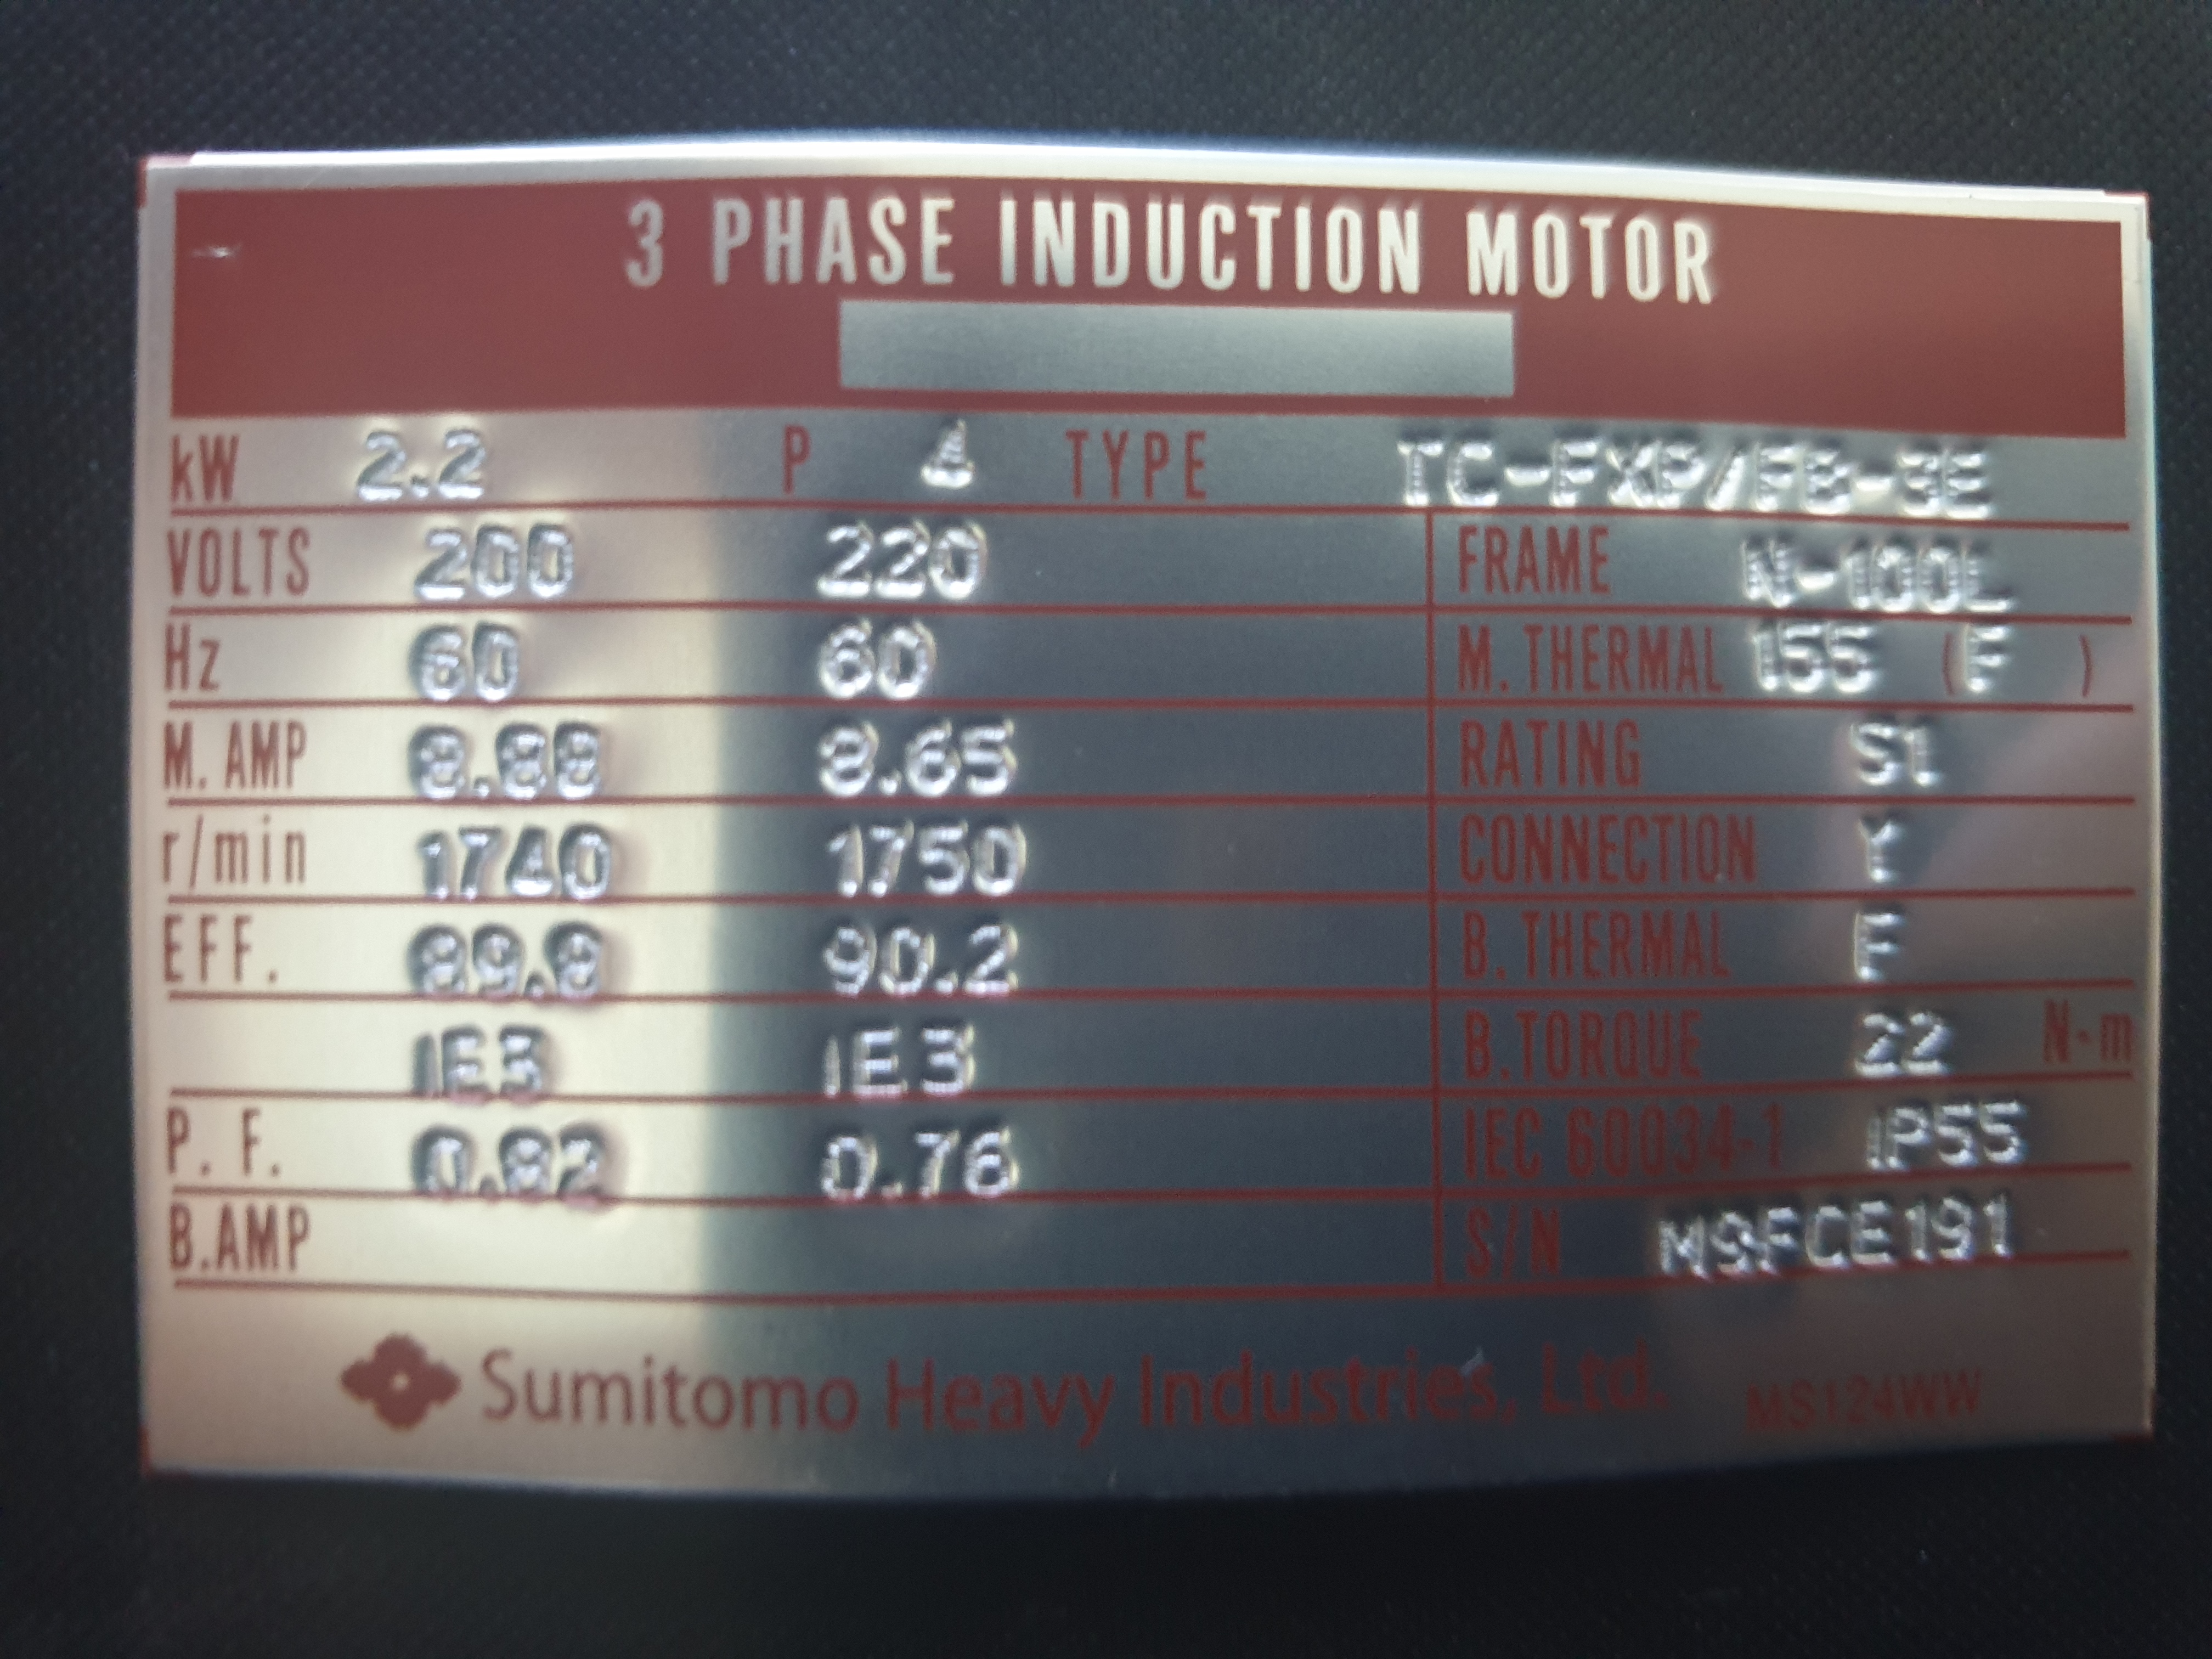 3 PHASE INDUCTION MOTOR
kW 2.2 P 4 TYPE TC-FXP/FB-3E
VOLTS 200 220 FRAME N-100L
Hz 60 60 M. THERMAL 155 (F )
M. AMP 8.88 8.65 RATING S1
r/min 1740 1750 CONNECTION Y
EFF. 89.8 90.2 B. THERMAL F
IE3 IE3 B.TORQUE 22 N-m
P. F. 0.82 0.76 IEC 60034-1 IP55
B.AMP S/N M9FCE191
Sumitomo Heavy Industries, Ltd. MS124WW